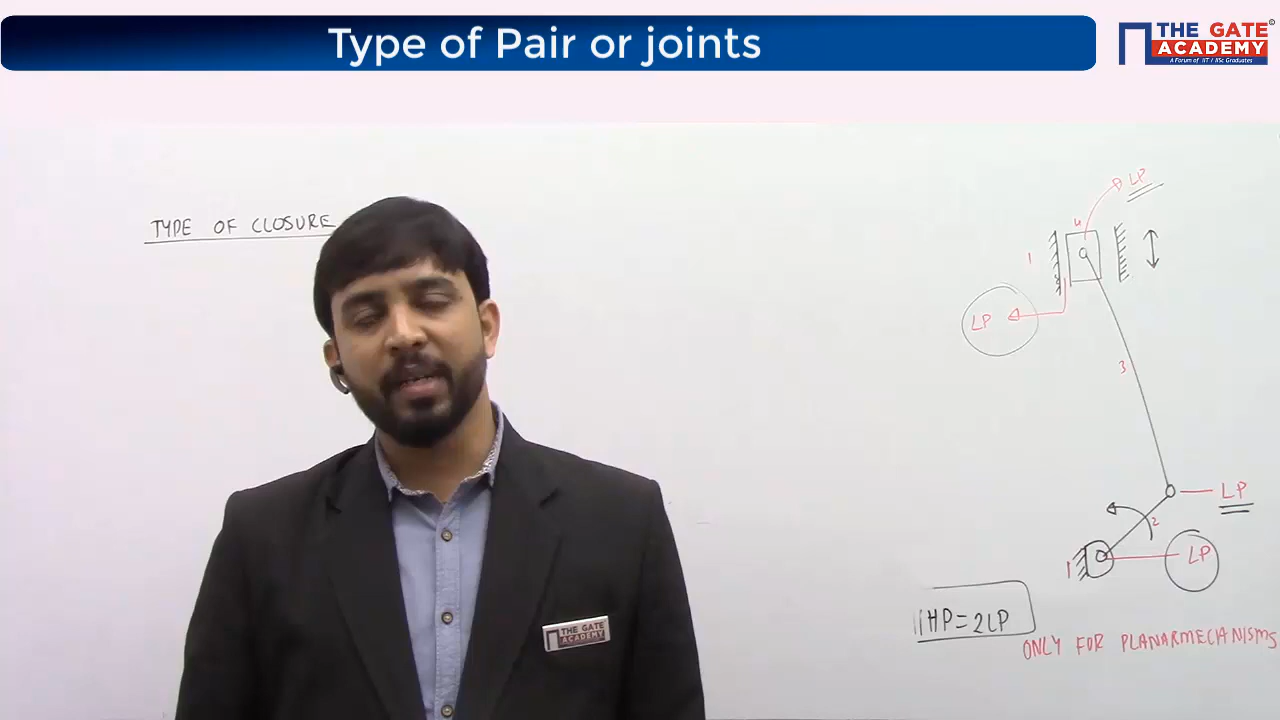 Type of Pair or joints
THE GATE
ACADEMY
A Forum of IIT / IISc Graduates
TYPE OF CLOSURE
LP
4
1
LP
3
LP
2
LP
1
1HP=2LP
ONLY FOR PLANARMECHANISMS
THE GATE
ACADEMY